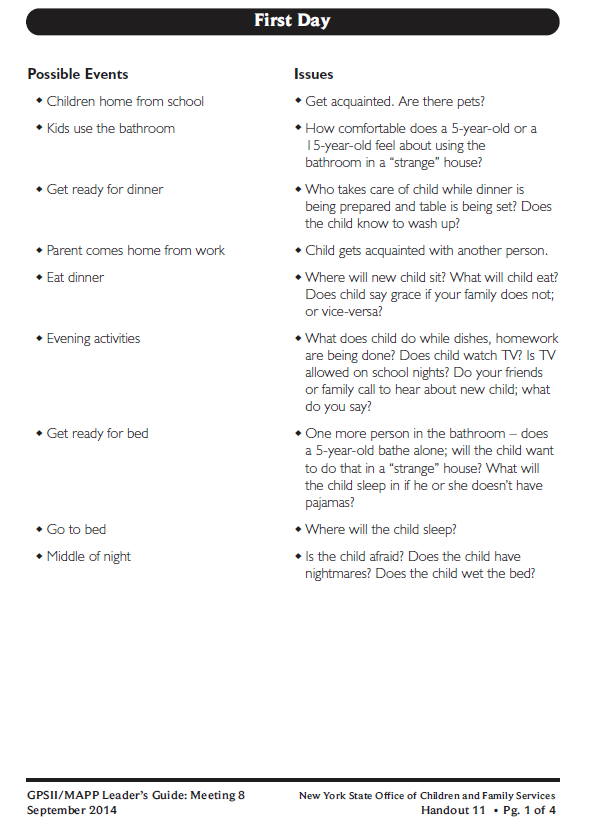 First Day
Possible Events
Issues
◆ Children home from school
◆ Get acquainted. Are there pets?
◆ Kids use the bathroom
◆ How comfortable does a 5-year-old or a
15-year-old feel about using the
bathroom in a “strange” house?
◆ Get ready for dinner
◆ Who takes care of child while dinner is
being prepared and table is being set? Does
the child know to wash up?
◆ Parent comes home from work
◆ Child gets acquainted with another person.
◆ Eat dinner
◆ Where will new child sit? What will child eat?
Does child say grace if your family does not;
or vice-versa?
◆ Evening activities
◆ What does child do while dishes, homework
are being done? Does child watch TV? Is TV
allowed on school nights? Do your friends
or family call to hear about new child; what
do you say?
◆ Get ready for bed
◆ One more person in the bathroom – does
a 5-year-old bathe alone; will the child want
to do that in a “strange” house? What will
the child sleep in if he or she doesn’t have
pajamas?
◆ Go to bed
◆ Where will the child sleep?
◆ Middle of night
◆ Is the child afraid? Does the child have
nightmares? Does the child wet the bed?
GPSII/MAPP Leader’s Guide: Meeting 8
New York State Office of Children and Family Services
September 2014
Handout 11 • Pg. 1 of 4